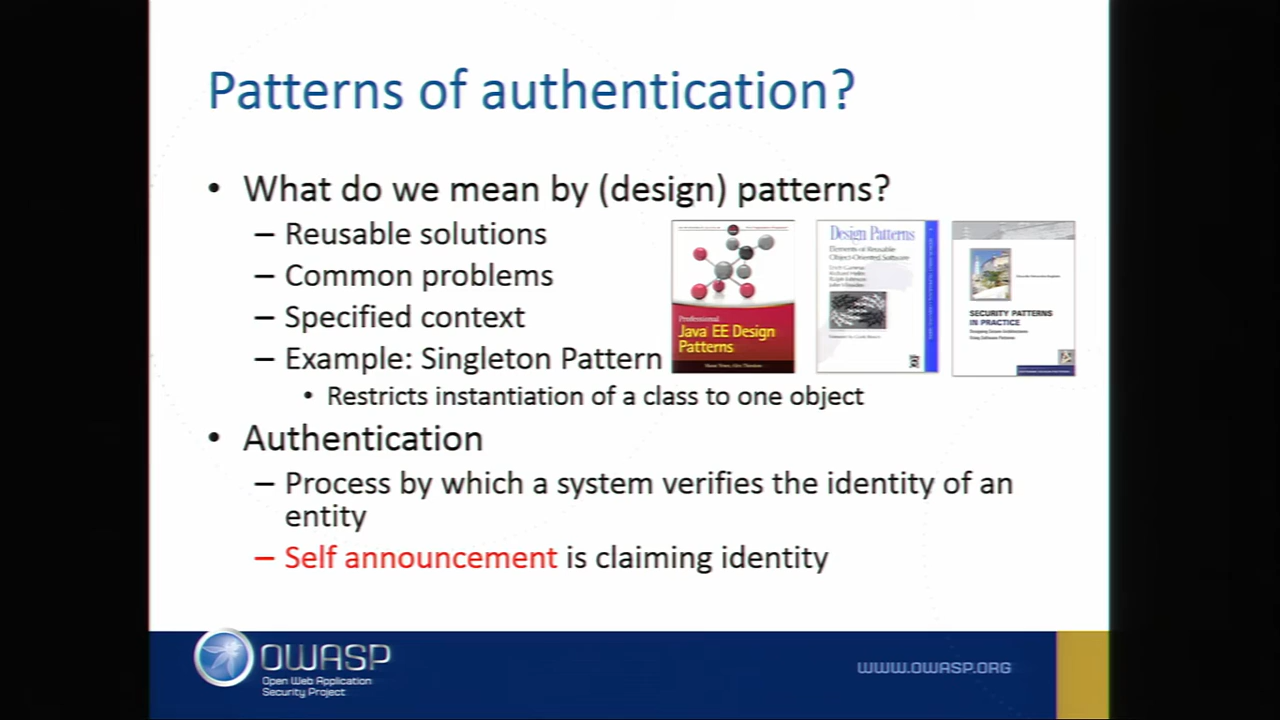 Patterns of authentication?
• What do we mean by (design) patterns?
– Reusable solutions
– Common problems
– Specified context
– Example: Singleton Pattern
• Restricts instantiation of a class to one object
Professional
Java EE Design
Patterns
Design Patterns
Elements of Reusable
Object-Oriented Software
SECURITY PATTERNS
IN PRACTICE
• Authentication
– Process by which a system verifies the identity of an
entity
– Self announcement is claiming identity
OWASP
Open Web Application
Security Project
WWW.OWASP.ORG